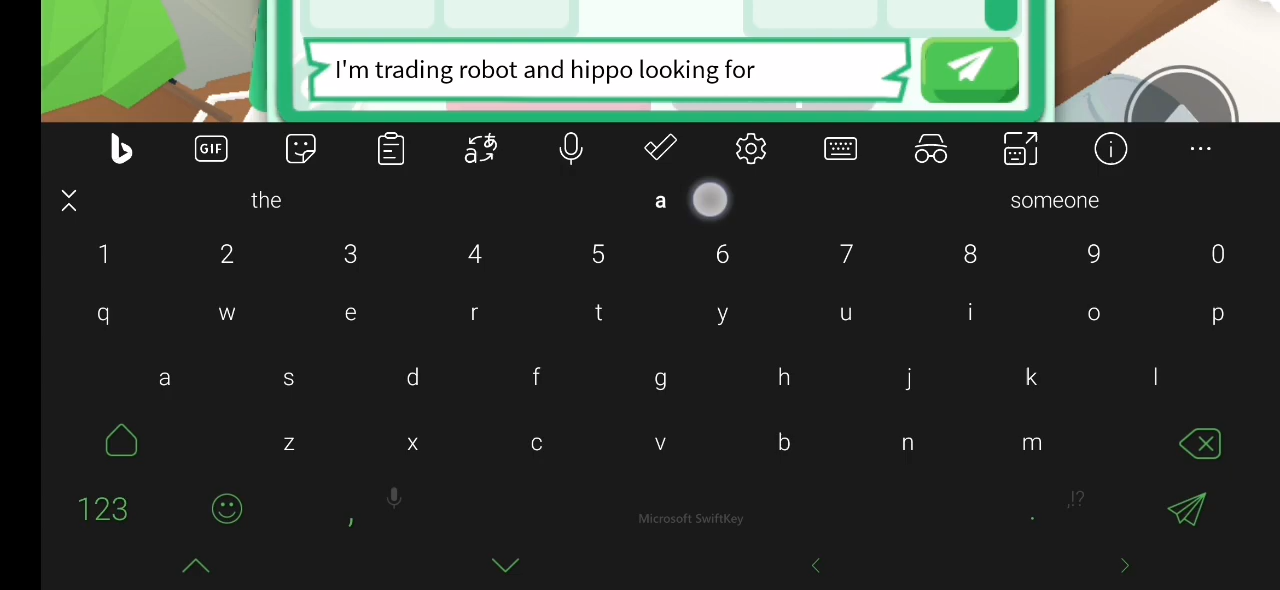 I'm trading robot and hippo looking for
GIF
the a someone
1 2 3 4 5 6 7 8 9 0
q w e r t y u i o p
a s d f g h j k l
z x c v b n m
123 , Microsoft SwiftKey . ,!?